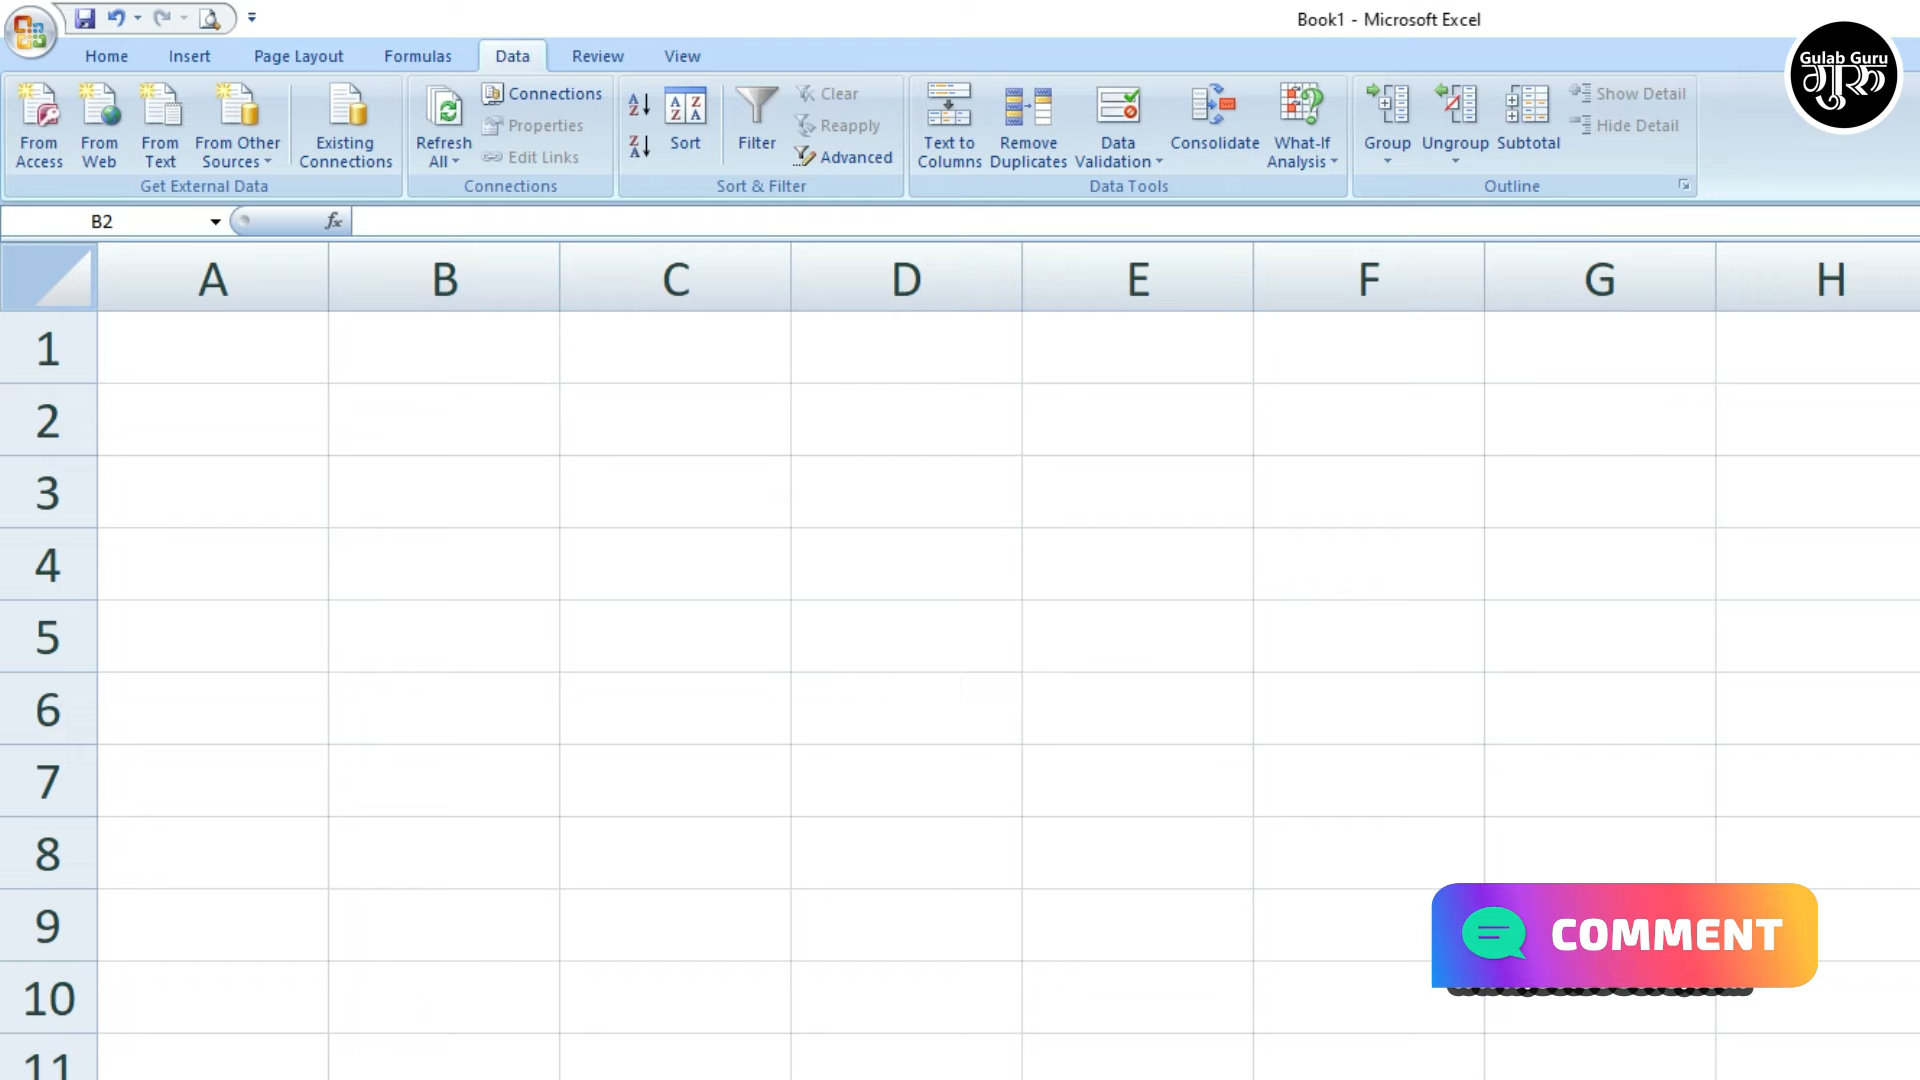 Book1 - Microsoft Excel
Home Insert Page Layout Formulas Data Review View
Gulab Guru
गुरु
From Access
From Web
From Text
From Other Sources
Existing Connections
Get External Data
Refresh All
Connections
Properties
Edit Links
Connections
Sort
Filter
Clear
Reapply
Advanced
Sort & Filter
Text to Columns
Remove Duplicates
Data Validation
Consolidate
What-If Analysis
Data Tools
Group
Ungroup
Subtotal
Show Detail
Hide Detail
Outline
B2
fx
A B C D E F G H
1
2
3
4
5
6
7
8
9
10
11
COMMENT